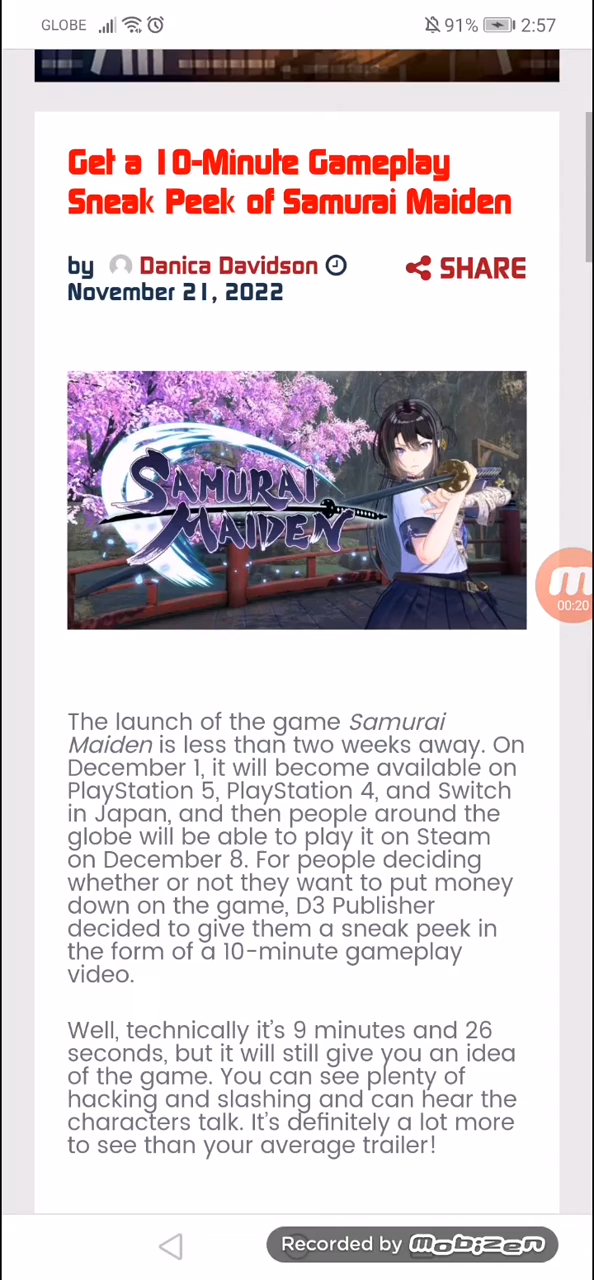 GLOBE 91% 2:57
Get a 10-Minute Gameplay
Sneak Peek of Samurai Maiden
by Danica Davidson SHARE
November 21, 2022
SAMURAI
MAIDEN
00:20
The launch of the game Samurai
Maiden is less than two weeks away. On
December 1, it will become available on
PlayStation 5, PlayStation 4, and Switch
in Japan, and then people around the
globe will be able to play it on Steam
on December 8. For people deciding
whether or not they want to put money
down on the game, D3 Publisher
decided to give them a sneak peek in
the form of a 10-minute gameplay
video.
Well, technically it's 9 minutes and 26
seconds, but it will still give you an idea
of the game. You can see plenty of
hacking and slashing and can hear the
characters talk. It's definitely a lot more
to see than your average trailer!
Recorded by mobizen